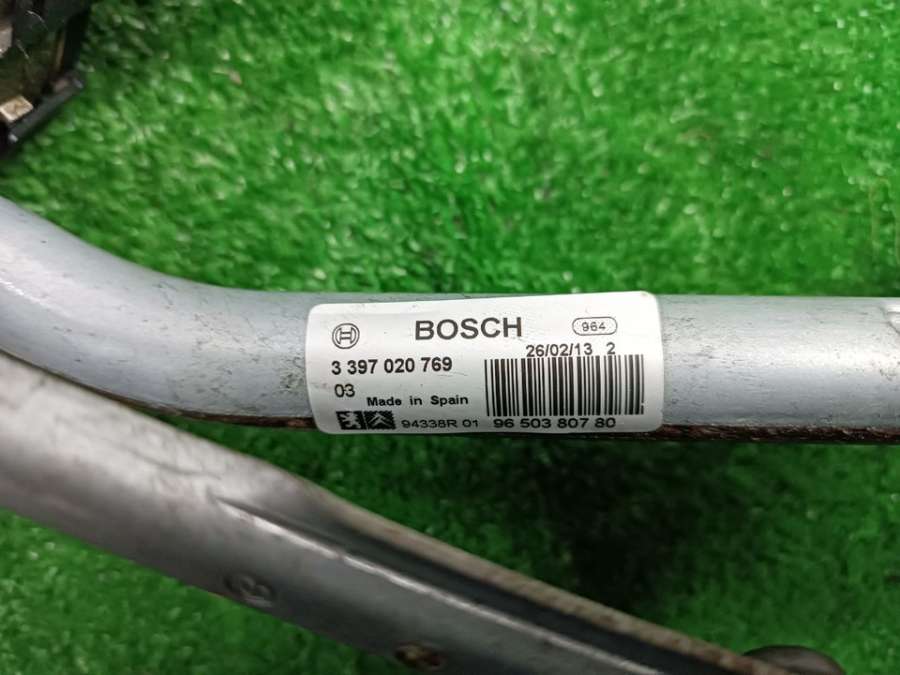 BOSCH 964
26/02/13 2
3 397 020 769
03
Made in Spain
94338R 01 96 503 807 80